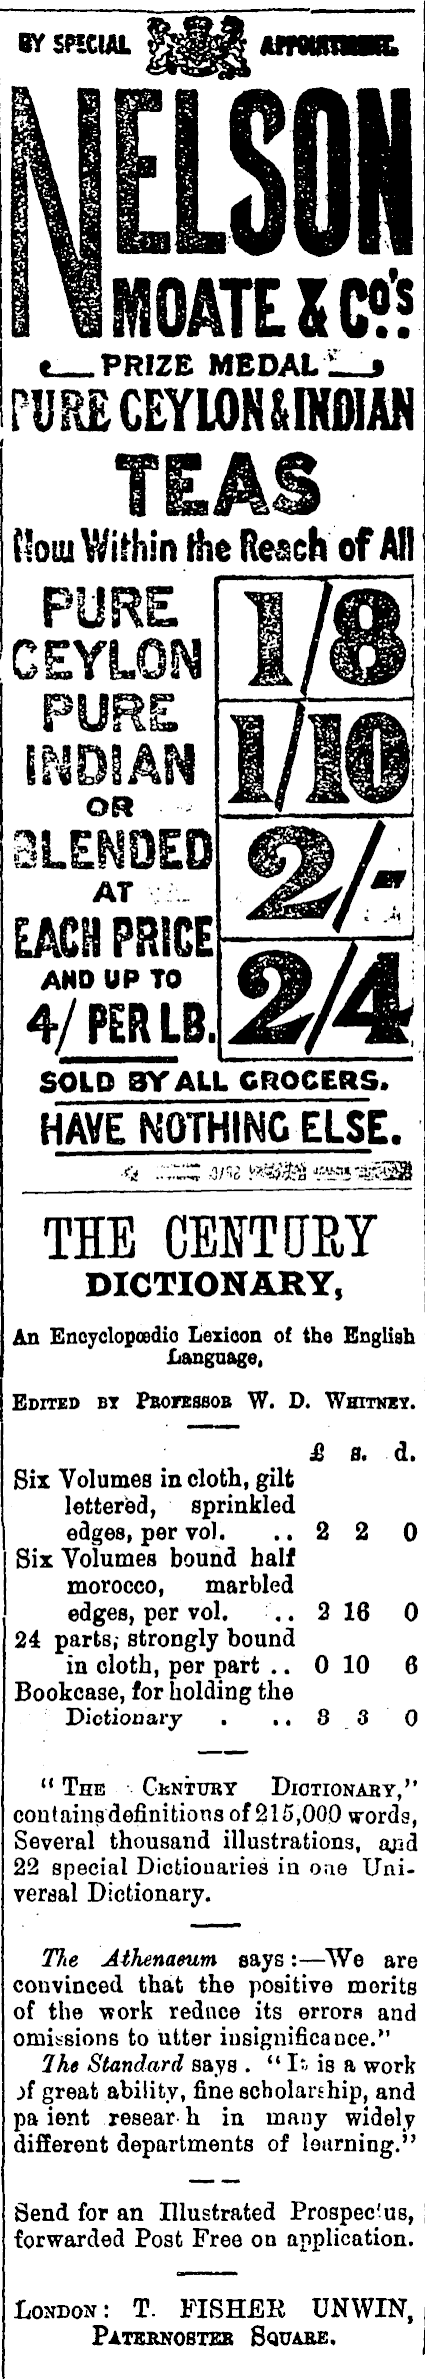 BY SPECIAL APPOINTMENT.
NELSON
MOATE & Co's
PRIZE MEDAL
PURE CEYLON & INDIAN
TEAS
Now Within the Reach of All
PURE
CEYLON
PURE
INDIAN
OR
BLENDED
AT
EACH PRICE
AND UP TO
4/ PER LB.
1/8
1/10
2/-
2/4
SOLD BY ALL GROCERS.
HAVE NOTHING ELSE.
THE CENTURY
DICTIONARY,
An Encyclopœdic Lexicon of the English
Language.
EDITED BY PROFESSOR W. D. WHITNEY.
£ s. d.
Six Volumes in cloth, gilt
lettered, sprinkled
edges, per vol. .. 2 2 0
Six Volumes bound half
morocco, marbled
edges, per vol. .. 2 16 0
24 parts, strongly bound
in cloth, per part .. 0 10 6
Bookcase, for holding the
Dictionary . .. 3 3 0
"THE CENTURY DICTIONARY,"
contains definitions of 215,000 words,
Several thousand illustrations, and
22 special Dictionaries in one Uni-
versal Dictionary.
The Athenaeum says:—We are
convinced that the positive merits
of the work reduce its errors and
omissions to utter insignificance."
The Standard says. "It is a work
of great ability, fine scholarship, and
pa ient resear h in many widely
different departments of learning."
Send for an Illustrated Prospectus,
forwarded Post Free on application.
LONDON: T. FISHER UNWIN,
PATERNOSTER SQUARE.